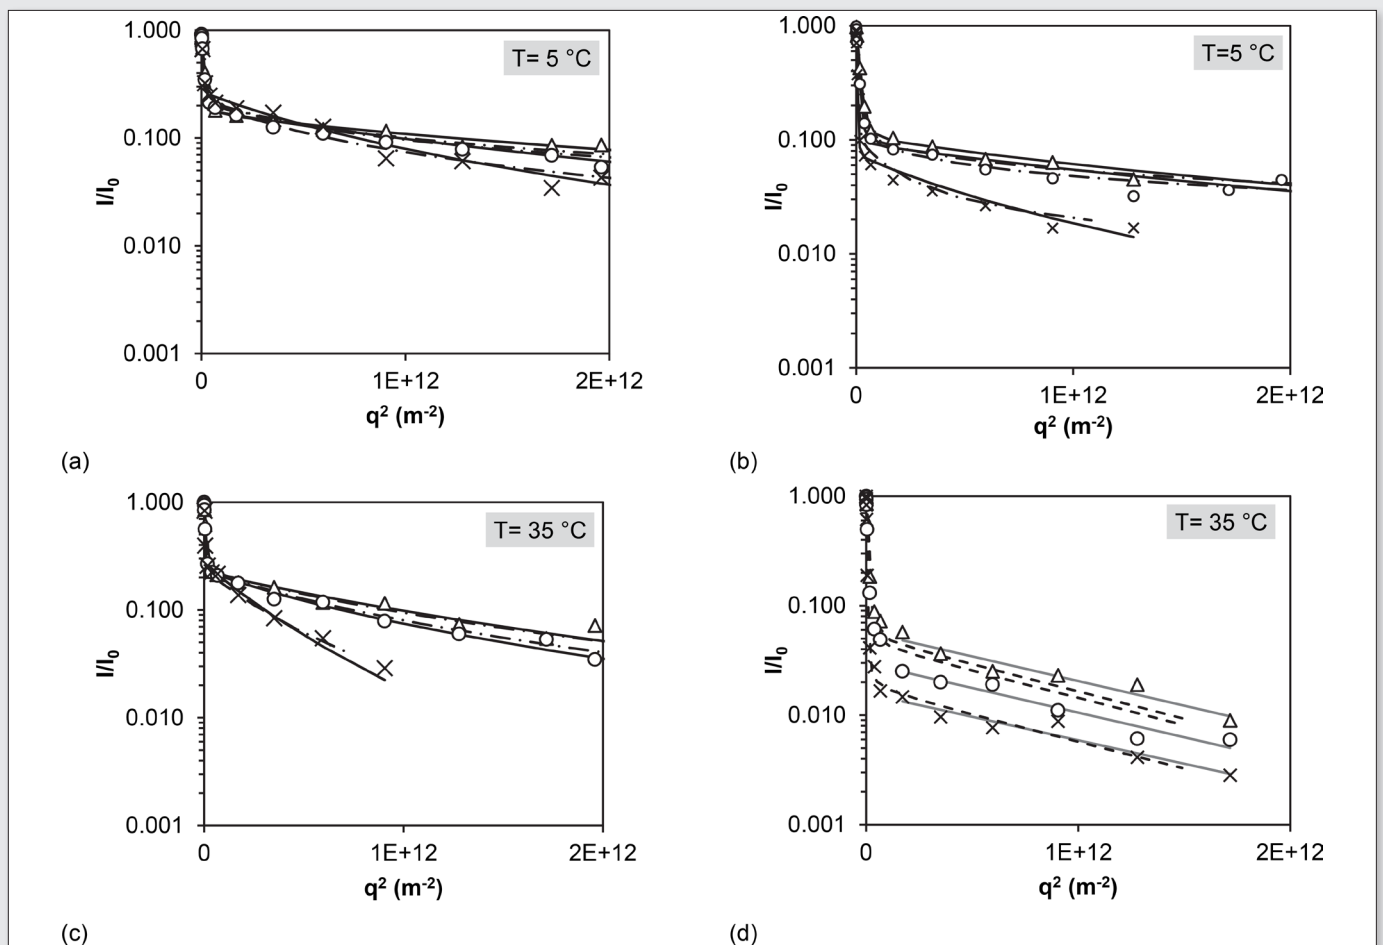 1.000
0.100
0.010
0.001
I/I0
T= 5 °C
0 1E+12 2E+12
q2 (m-2)
(a)
1.000
0.100
0.010
0.001
I/I0
T=5 °C
0 1E+12 2E+12
q2 (m-2)
(b)
1.000
0.100
0.010
0.001
I/I0
T= 35 °C
0 1E+12 2E+12
q2 (m-2)
(c)
1.000
0.100
0.010
0.001
I/I0
T= 35 °C
0 1E+12 2E+12
q2 (m-2)
(d)